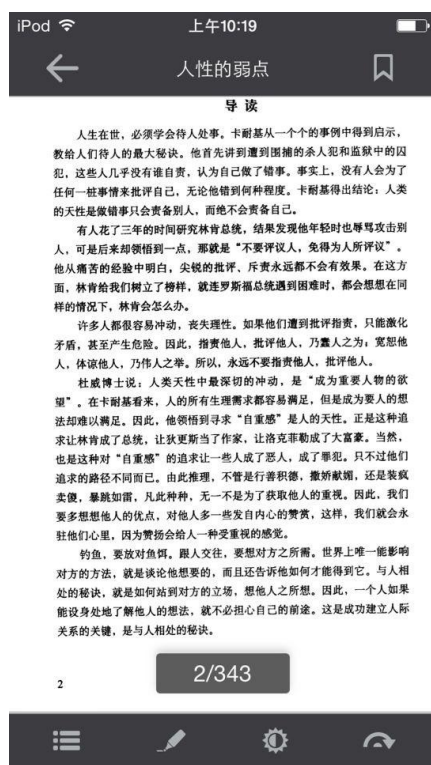 iPod 上午10:19
人性的弱点
导 读
人生在世，必须学会待人处事。卡耐基从一个个的事例中得到启示，
教给人们待人的最大秘诀。他首先讲到遭到围捕的杀人犯和监狱中的囚
犯，这些人几乎没有谁自责，认为自己做了错事。事实上，没有人会为了
任何一桩事情来批评自己，无论他错到何种程度。卡耐基得出结论：人类
的天性是做错事只会责备别人，而绝不会责备自己。
有人花了三年的时间研究林肯总统，结果发现他年轻时也辱骂攻击别
人，可是后来却领悟到一点，那就是“不要评议人，免得为人所评议”。
他从痛苦的经验中明白，尖锐的批评、斥责永远都不会有效果。在这方
面，林肯给我们树立了榜样，就连罗斯福总统遇到困难时，都会想想在同
样的情况下，林肯会怎么办。
许多人都很容易冲动，丧失理性。如果他们遭到批评指责，只能激化
矛盾，甚至产生危险。因此，指责他人，批评他人，乃蠹人之为；宽恕他
人，体谅他人，乃伟人之举。所以，永远不要指责他人，批评他人。
杜威博士说：人类天性中最深切的冲动，是“成为重要人物的欲
望”。在卡耐基看来，人的所有生理需求都容易满足，但是成为要人的想
法却难以满足。因此，他领悟到寻求“自重感”是人的天性。正是这种追
求让林肯成了总统，让狄更斯当了作家，让洛克菲勒成了大富豪。当然，
也是这种对“自重感”的追求让一些人成了恶人，成了罪犯。只不过他们
追求的路径不同而已。由此推理，不管是行善积德，撒娇献媚，还是装疯
卖傻，暴跳如雷，凡此种种，无一不是为了获取他人的重视。因此，我们
要多想想他人的优点，对他人多一些发自内心的赞赏，这样，我们就会永
驻他们心里，因为赞扬会给人一种受重视的感觉。
钓鱼，要放对鱼饵。跟人交往，要想对方之所需。世界上唯一能影响
对方的方法，就是谈论他想要的，而且还告诉他如何才能得到它。与人相
处的秘诀，就是如何站到对方的立场，想他人之所想。因此，一个人如果
能设身处地了解他人的想法，就不必担心自己的前途。这是成功建立人际
关系的关键，是与人相处的秘诀。
2
2/343